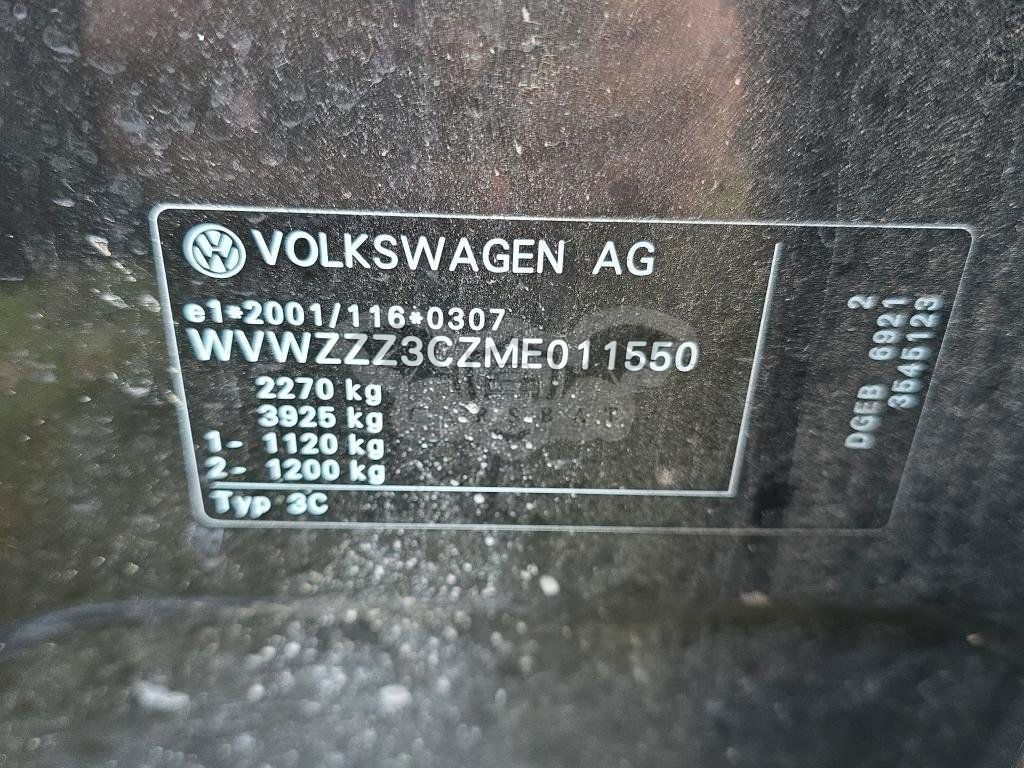 VOLKSWAGEN AG
e1*2001/116*0307
WVWZZZ3CZME011550
2270 kg
3925 kg
1- 1120 kg
2- 1200 kg
Typ 3C
2
DGEB 6921
3545123